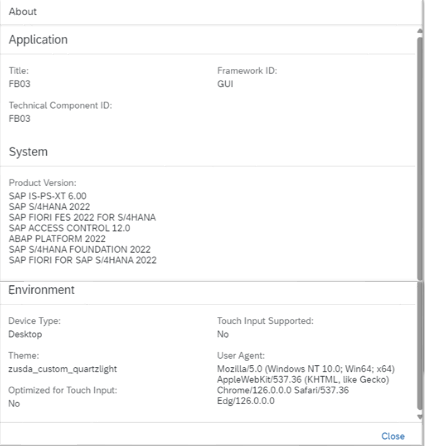 About
Application
Title:
FB03
Framework ID:
GUI
Technical Component ID:
FB03
System
Product Version:
SAP IS-PS-XT 6.00
SAP S/4HANA 2022
SAP FIORI FES 2022 FOR S/4HANA
SAP ACCESS CONTROL 12.0
ABAP PLATFORM 2022
SAP S/4HANA FOUNDATION 2022
SAP FIORI FOR SAP S/4HANA 2022
Environment
Device Type:
Desktop
Touch Input Supported:
No
Theme:
zusda_custom_quartzlight
User Agent:
Mozilla/5.0 (Windows NT 10.0; Win64; x64)
AppleWebKit/537.36 (KHTML, like Gecko)
Chrome/126.0.0.0 Safari/537.36
Edg/126.0.0.0
Optimized for Touch Input:
No
Close